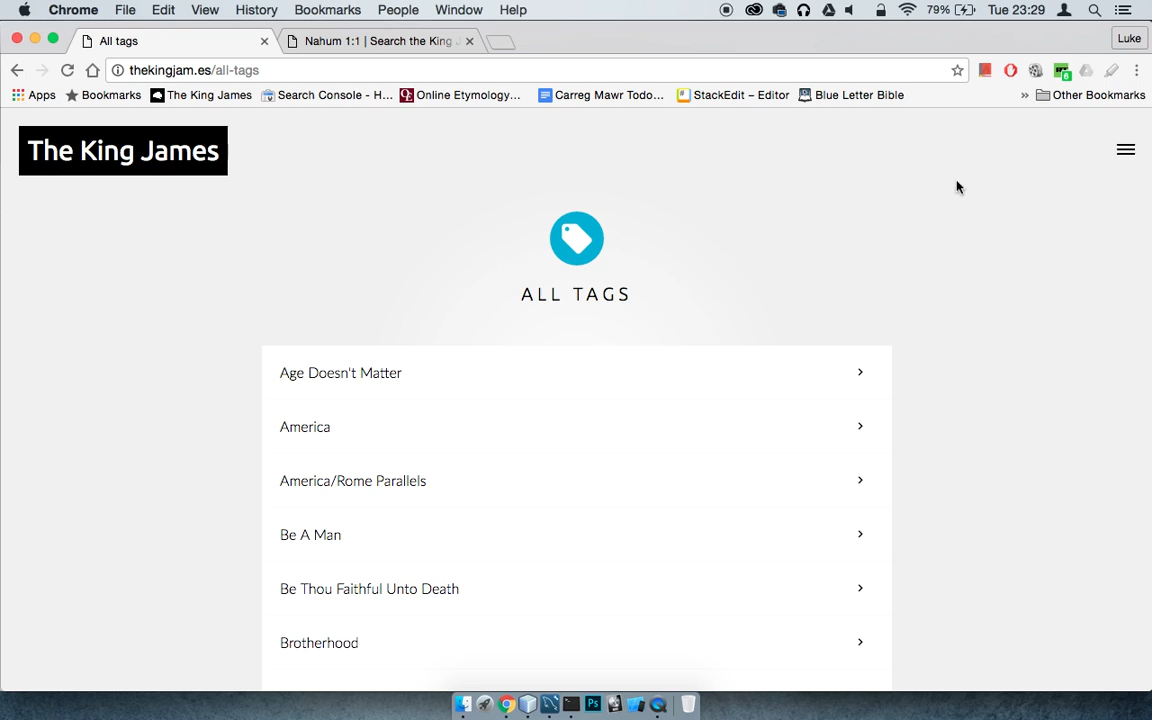 Chrome File Edit View History Bookmarks People Window Help 79% Tue 23:29
All tags Nahum 1:1 | Search the King J Luke
thekingjam.es/all-tags
Apps Bookmarks The King James Search Console - H... Online Etymology... Carreg Mawr Todo... StackEdit – Editor Blue Letter Bible » Other Bookmarks
The King James
ALL TAGS
Age Doesn't Matter
America
America/Rome Parallels
Be A Man
Be Thou Faithful Unto Death
Brotherhood